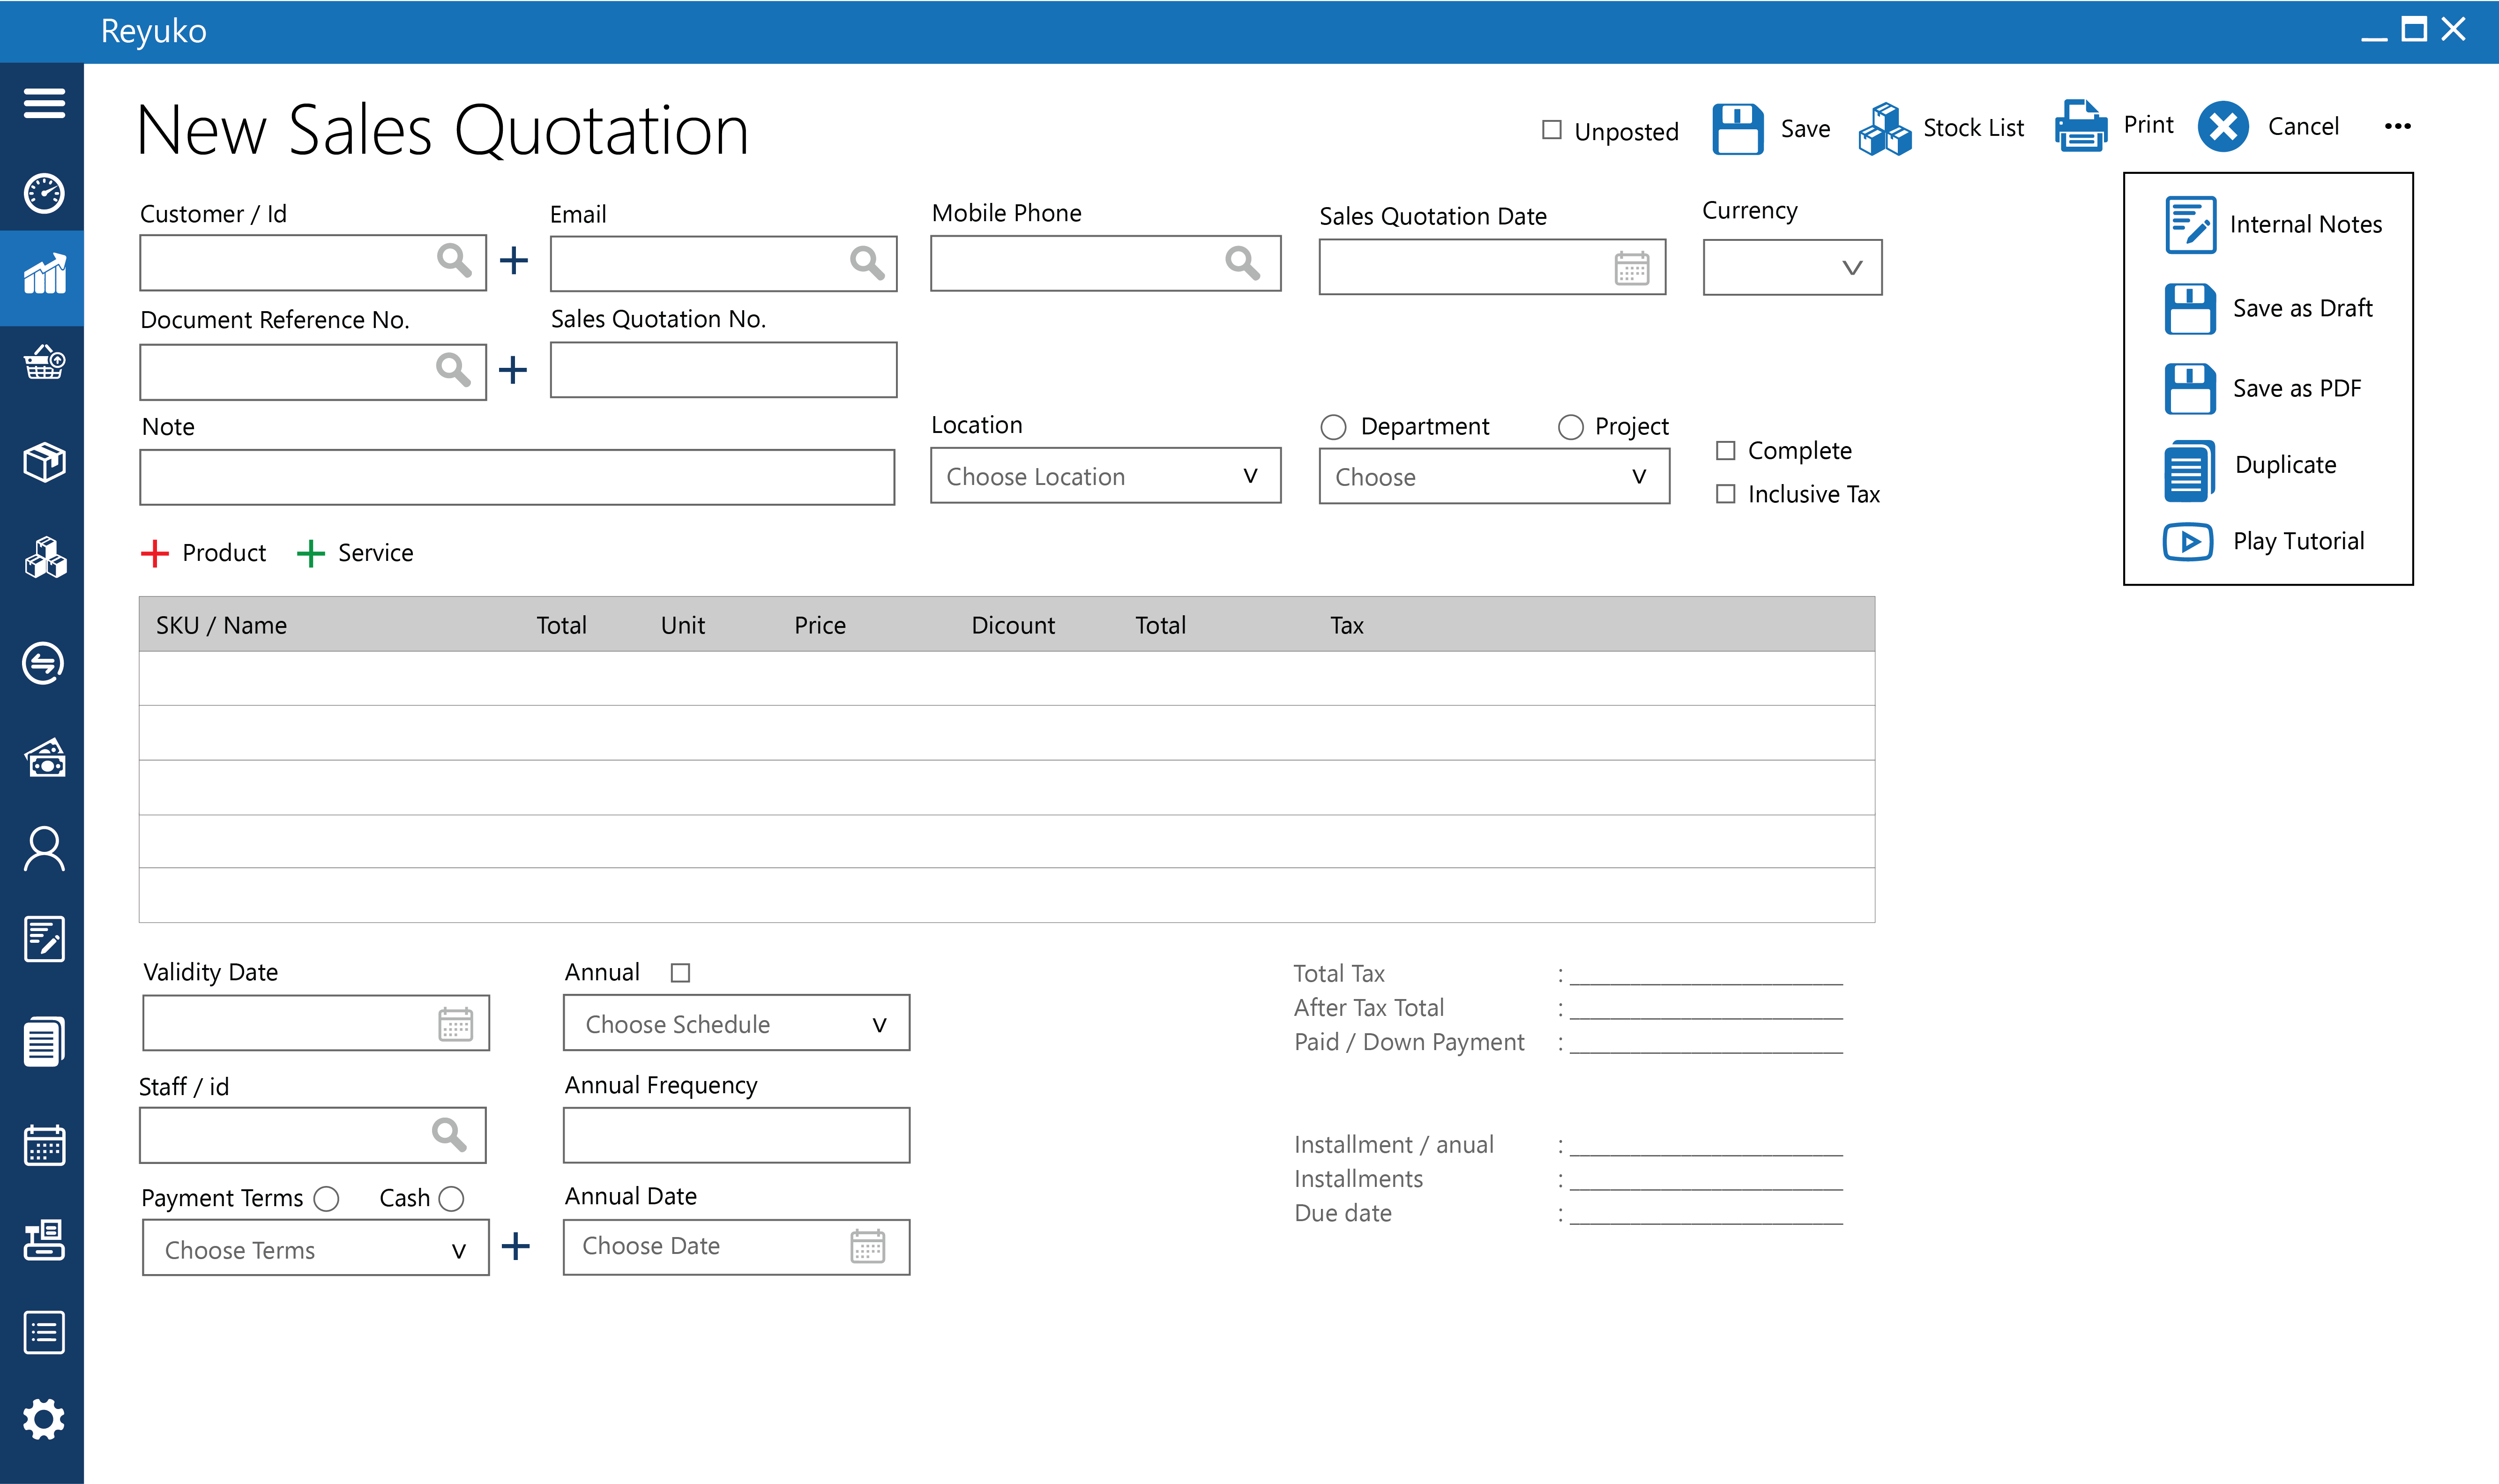 Reyuko
New Sales Quotation
Unposted Save Stock List Print Cancel •••
Internal Notes
Save as Draft
Save as PDF
Duplicate
Play Tutorial
Customer / Id Email Mobile Phone Sales Quotation Date Currency
Document Reference No. Sales Quotation No.
Note Location Department Project
Choose Location Choose
Complete
Inclusive Tax
Product Service
SKU / Name Total Unit Price Dicount Total Tax
Validity Date Annual
Choose Schedule
Staff / id Annual Frequency
Payment Terms Cash Annual Date
Choose Terms Choose Date
Total Tax :
After Tax Total :
Paid / Down Payment :
Installment / anual :
Installments :
Due date :